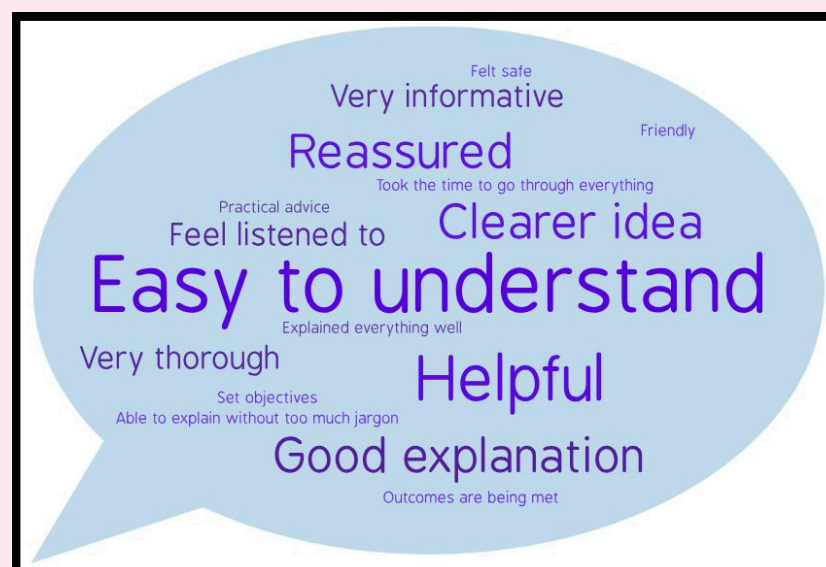 Felt safe
Very informative
Friendly
Reassured
Took the time to go through everything
Practical advice
Clearer idea
Feel listened to
Easy to understand
Explained everything well
Very thorough
Helpful
Set objectives
Able to explain without too much jargon
Good explanation
Outcomes are being met